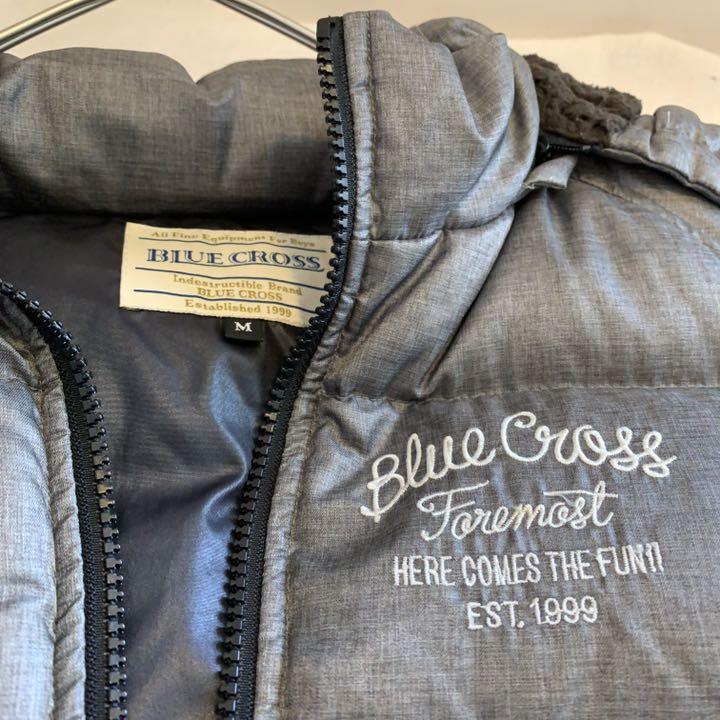 All Fine Equipment For Boys
BLUE CROSS
Indestructible Brand
BLUE CROSS
Established 1999
M
Blue Cross
Foremost
HERE COMES THE FUN!!
EST. 1999